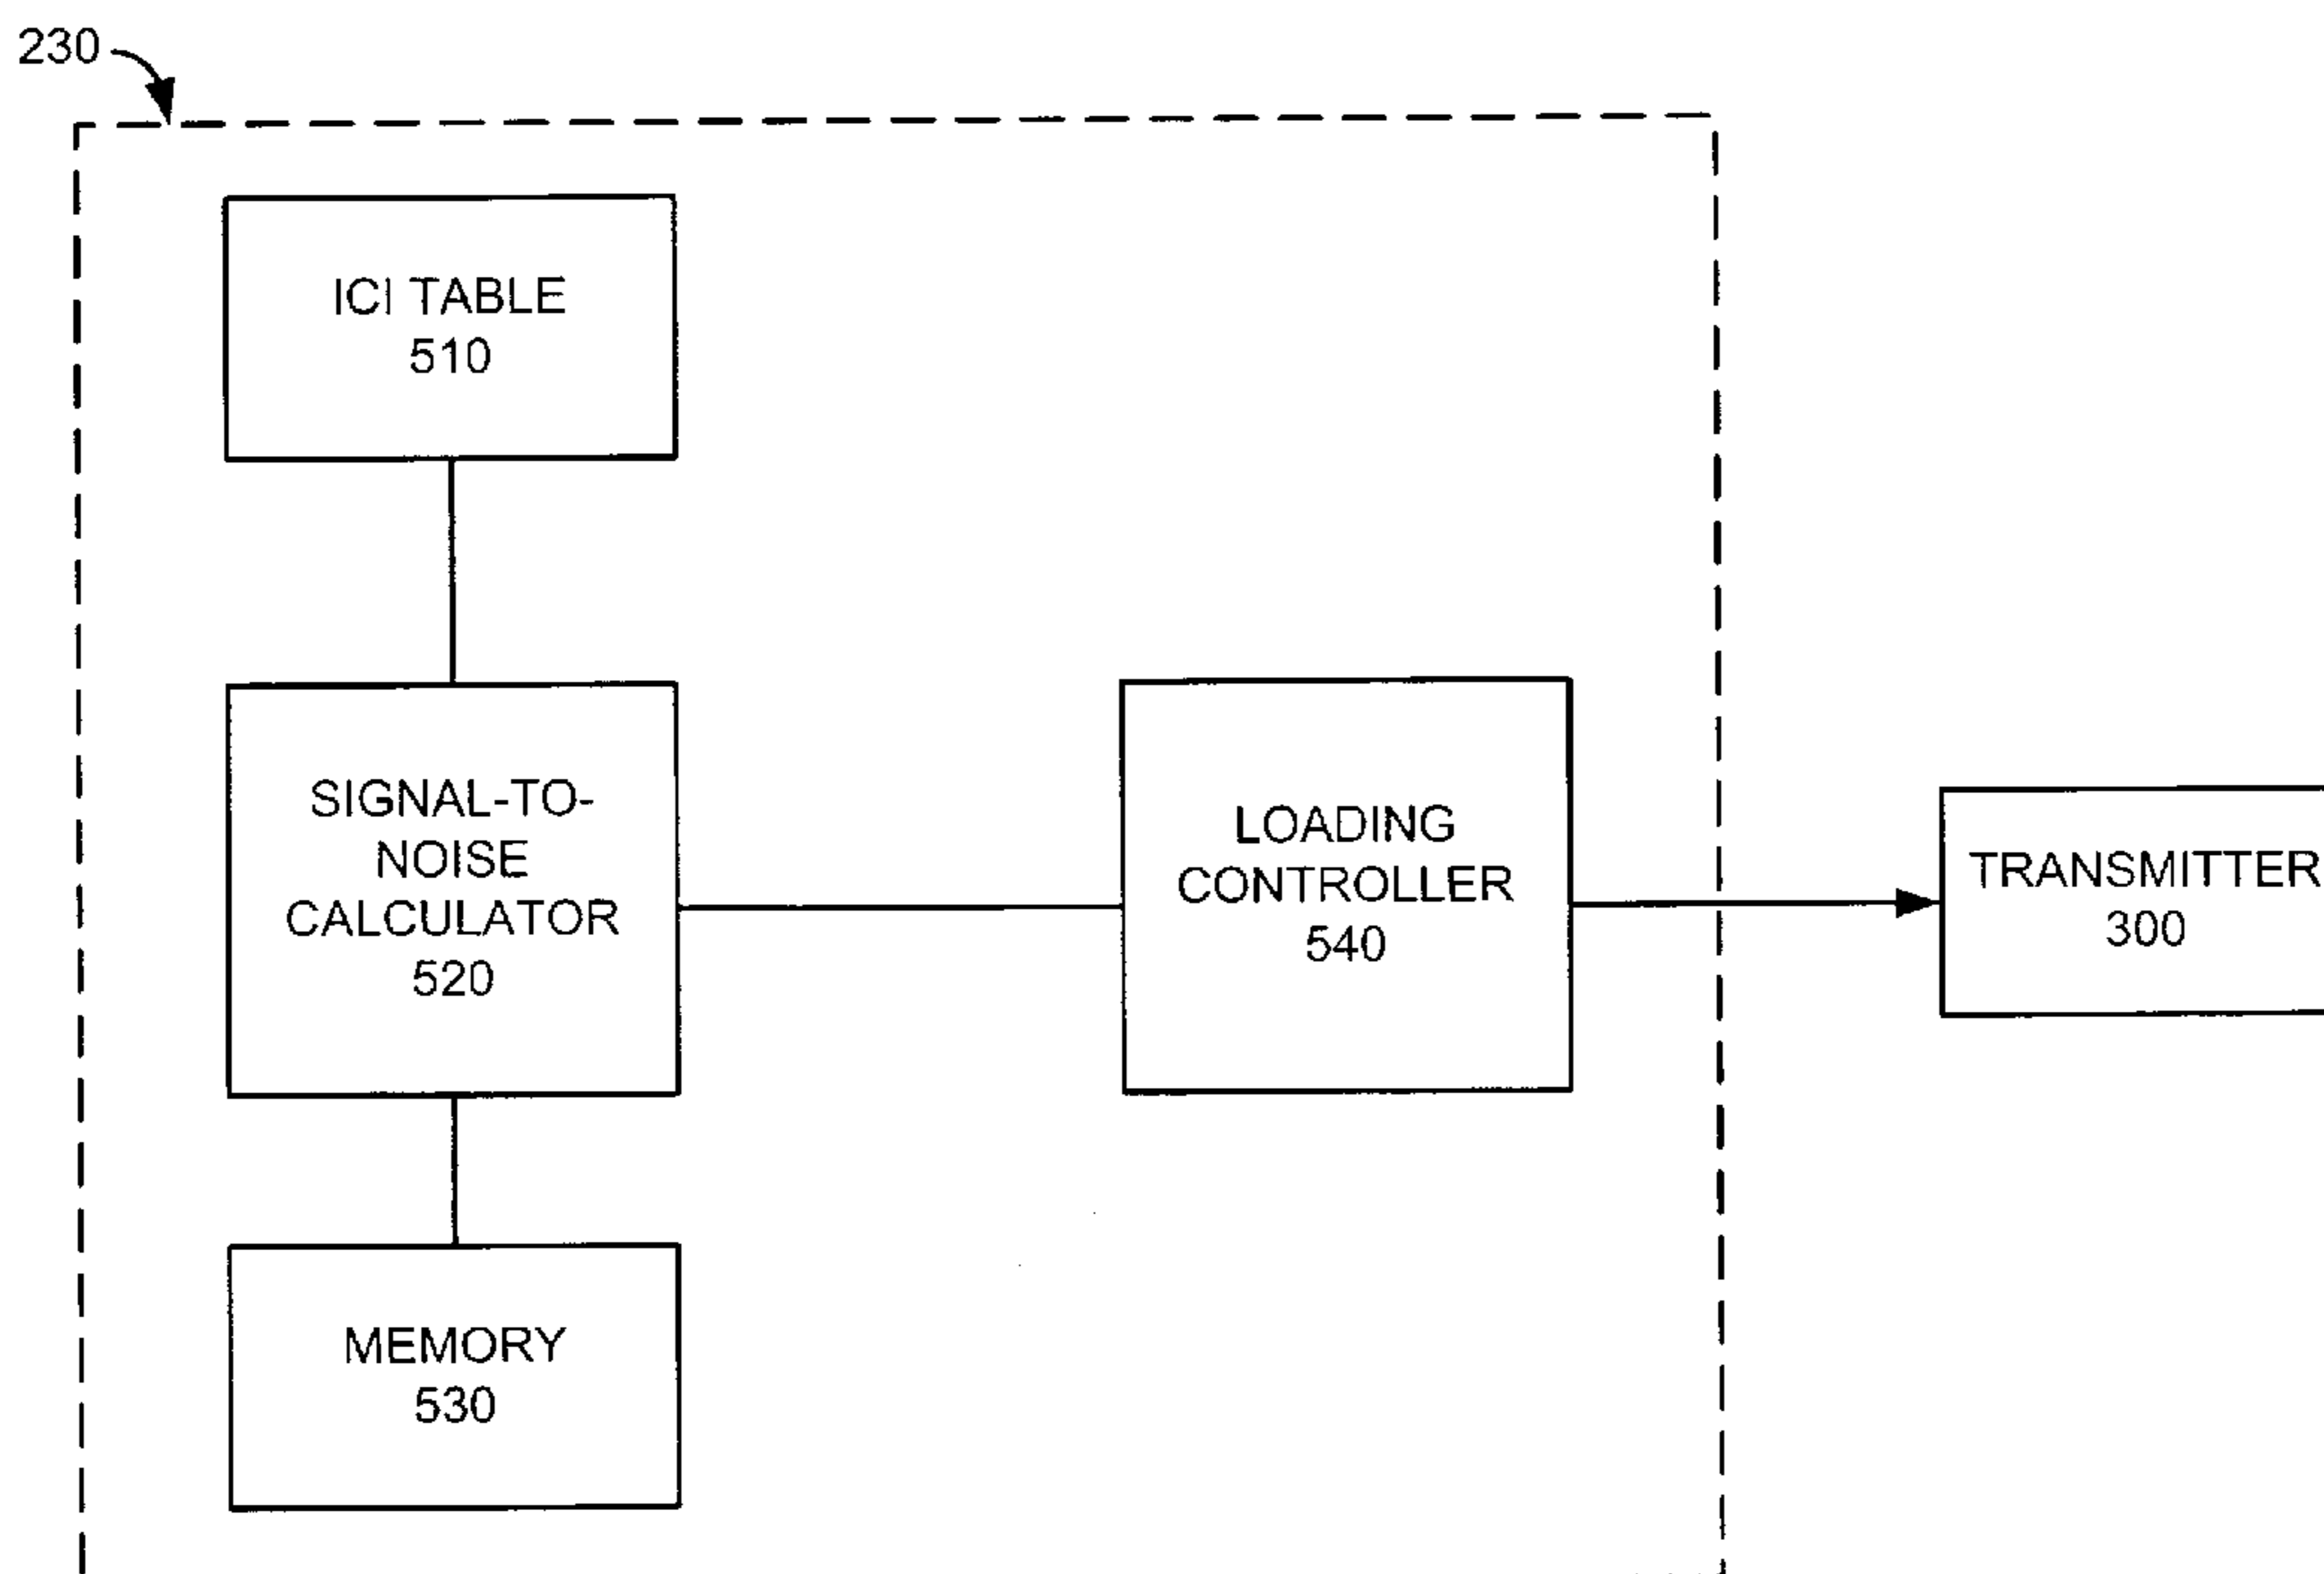 230
ICI TABLE
510
SIGNAL-TO-
NOISE
CALCULATOR
520
LOADING
CONTROLLER
540
TRANSMITTER
300
MEMORY
530